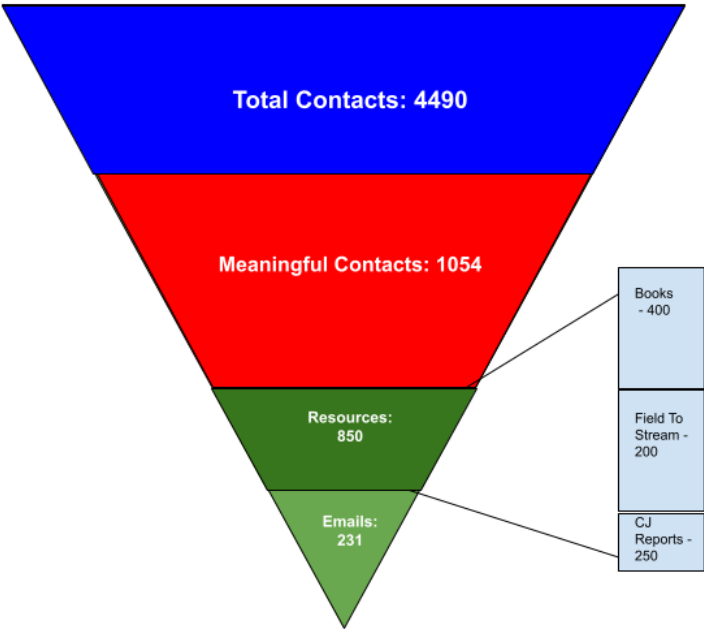 Total Contacts: 4490
Meaningful Contacts: 1054
Resources:
850
Emails:
231
Books
- 400
Field To
Stream -
200
CJ
Reports -
250